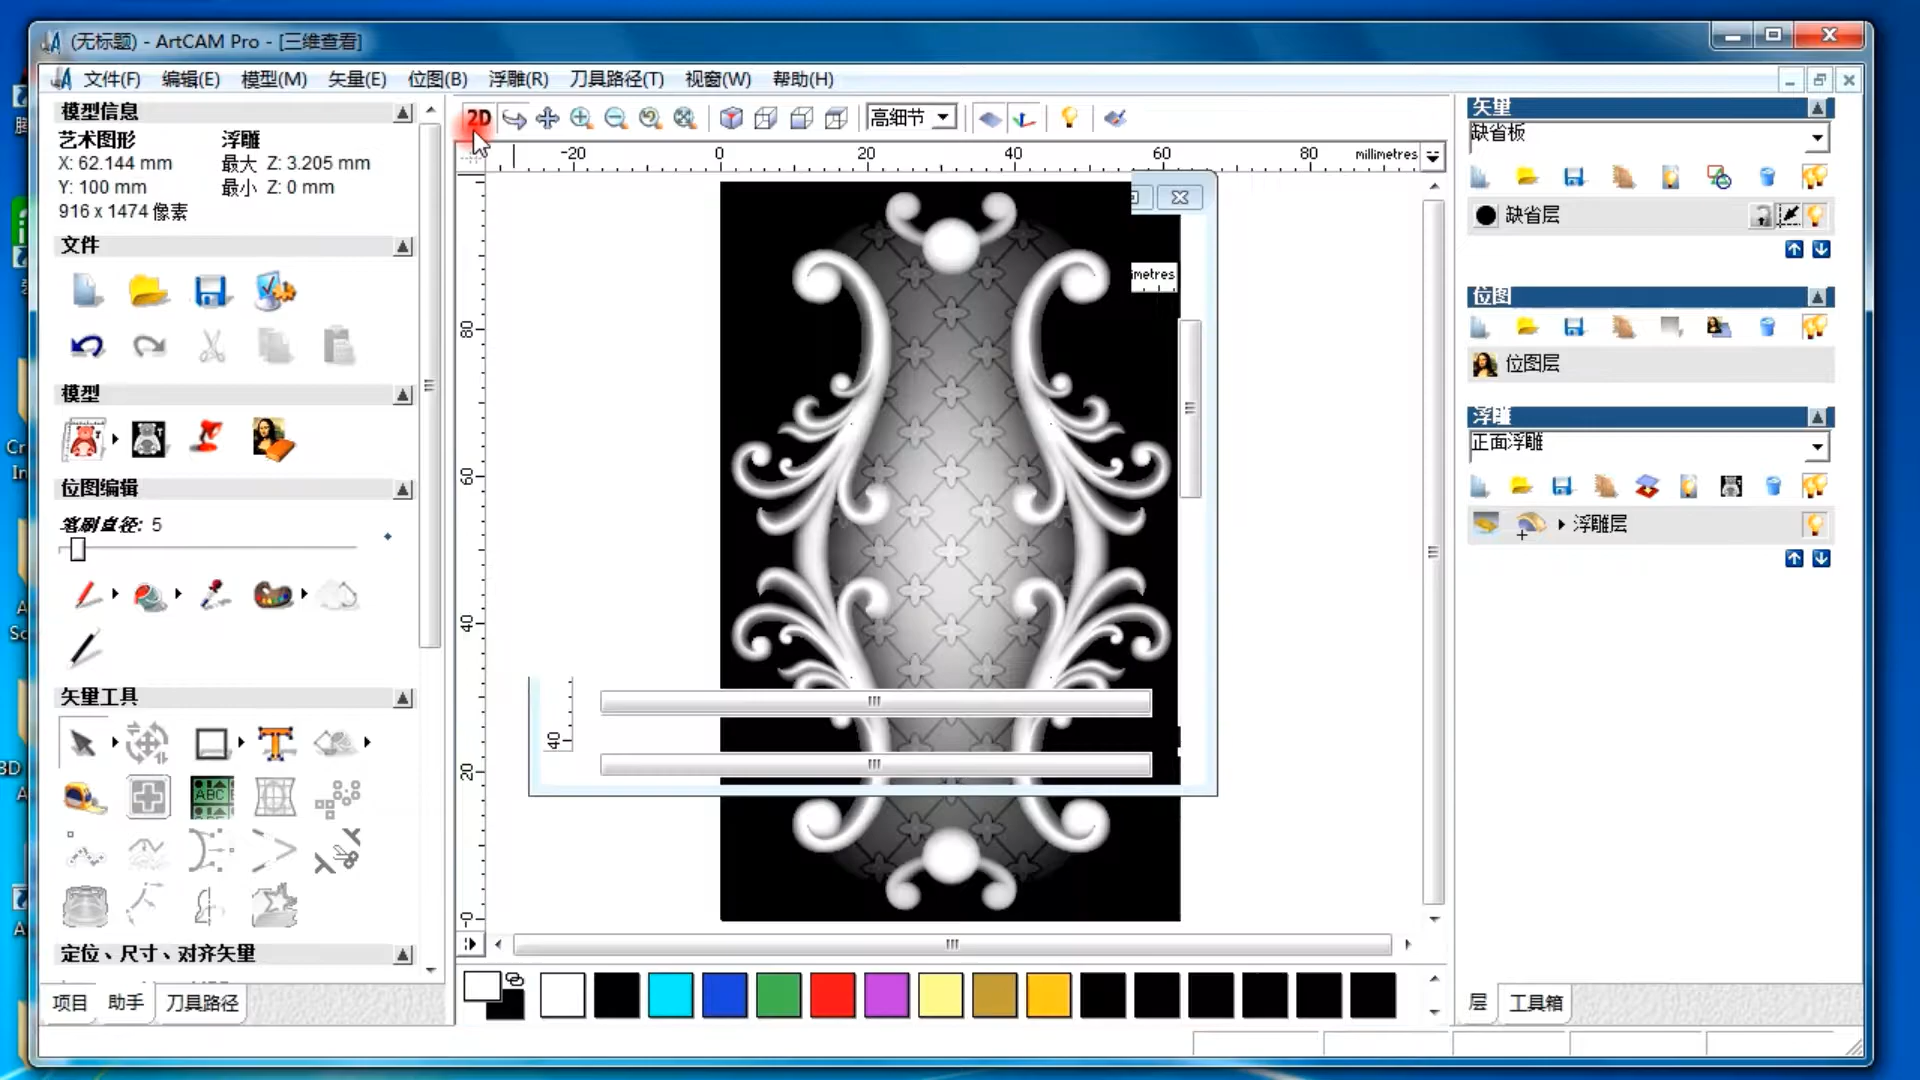 (无标题) - ArtCAM Pro - [三维查看]
文件(F) 编辑(E) 模型(M) 矢量(E) 位图(B) 浮雕(R) 刀具路径(T) 视窗(W) 帮助(H)
模型信息
艺术图形 浮雕
X: 62.144 mm 最大 Z: 3.205 mm
Y: 100 mm 最小 Z: 0 mm
916 x 1474 像素
文件
模型
位图编辑
笔刷直径: 5
矢量工具
ABC
定位、尺寸、对齐矢量
项目 助手 刀具路径
2D 高细节
-20 0 20 40 60 80 millimetres
imetres
80
60
40
40
20
0
矢量
缺省板
缺省层
位图
位图层
浮雕
正面浮雕
浮雕层
层 工具箱
Cr
In
A
Sc
3D
A
A